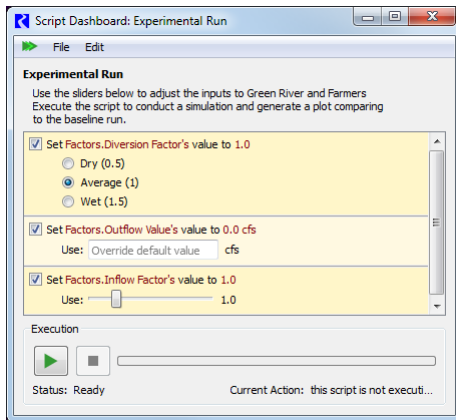 Script Dashboard: Experimental Run
File Edit
Experimental Run
Use the sliders below to adjust the inputs to Green River and Farmers
Execute the script to conduct a simulation and generate a plot comparing
to the baseline run.
Set Factors.Diversion Factor's value to 1.0
Dry (0.5)
Average (1)
Wet (1.5)
Set Factors.Outflow Value's value to 0.0 cfs
Use: Override default value cfs
Set Factors.Inflow Factor's value to 1.0
Use: 1.0
Execution
Status: Ready Current Action: this script is not executi...